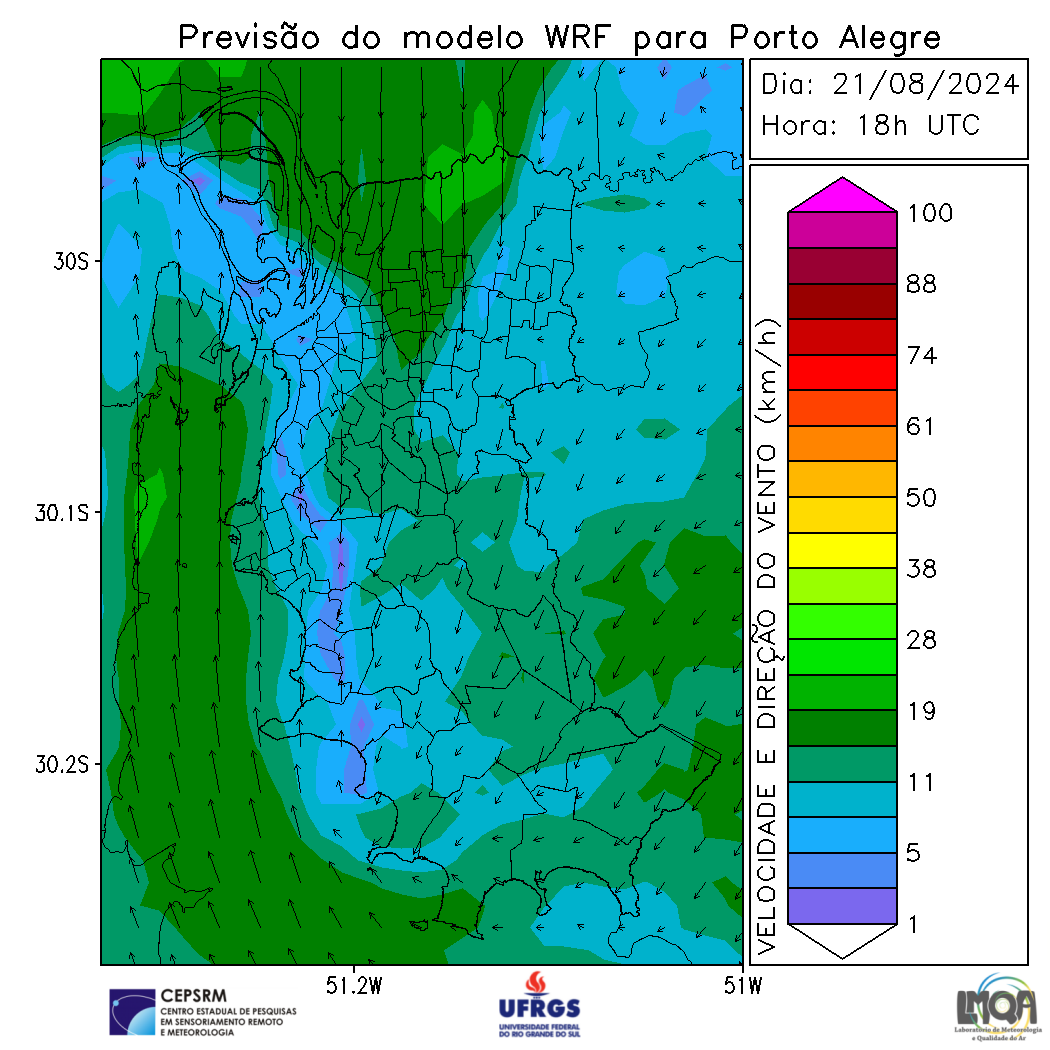 Previsão do modelo WRF para Porto Alegre
Dia: 21/08/2024
Hora: 18h UTC
30S
30.1S
30.2S
51.2W
51W
VELOCIDADE E DIREÇÃO DO VENTO (km/h)
100
88
74
61
50
38
28
19
11
5
1
CEPSRM
CENTRO ESTADUAL DE PESQUISAS
EM SENSORIAMENTO REMOTO
E METEOROLOGIA
UFRGS
UNIVERSIDADE FEDERAL
DO RIO GRANDE DO SUL
LMQA
Laboratório de Meteorologia
e Qualidade do Ar